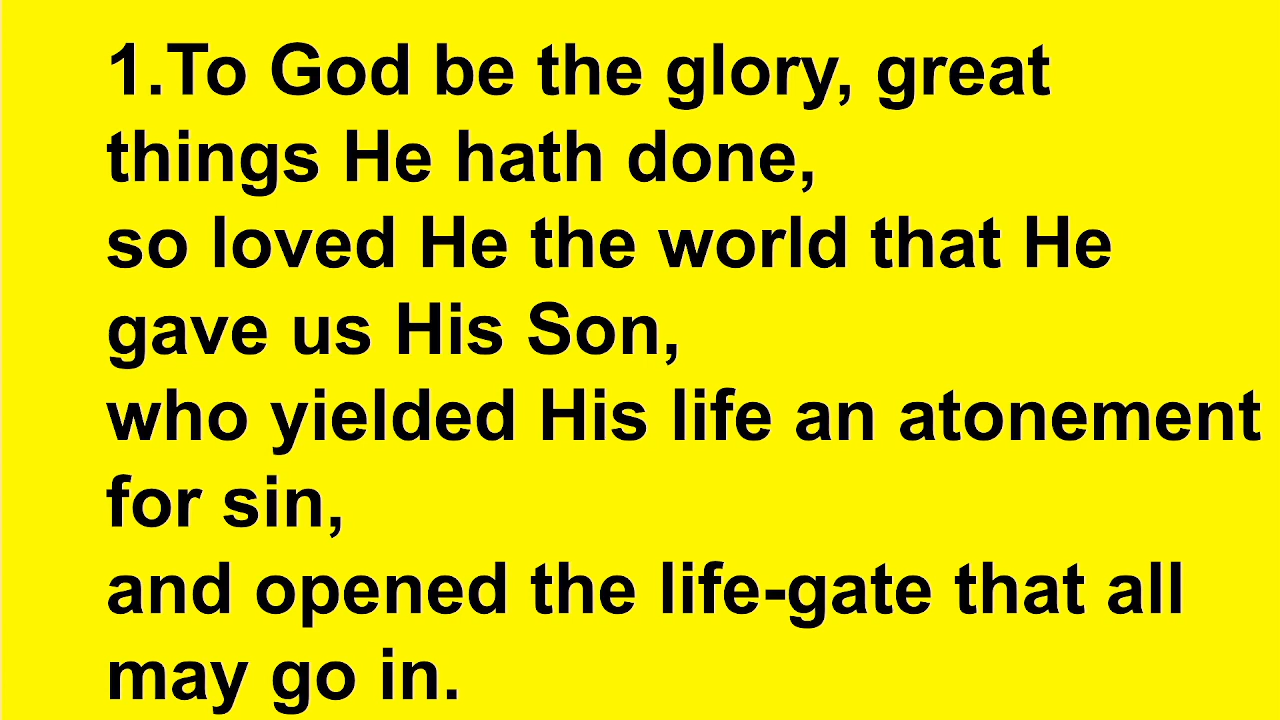 1.To God be the glory, great
things He hath done,
so loved He the world that He
gave us His Son,
who yielded His life an atonement
for sin,
and opened the life-gate that all
may go in.